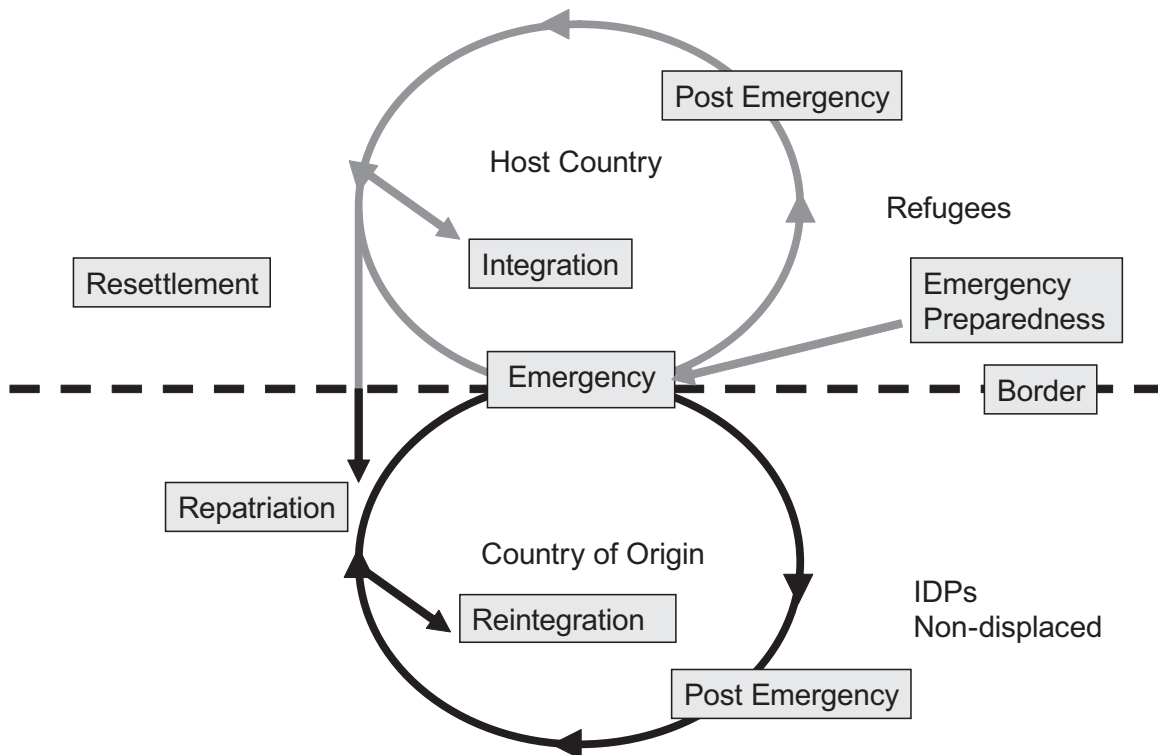 Post Emergency
Host Country
Refugees
Integration
Resettlement
Emergency
Preparedness
Emergency
Border
Repatriation
Country of Origin
IDPs
Non-displaced
Reintegration
Post Emergency